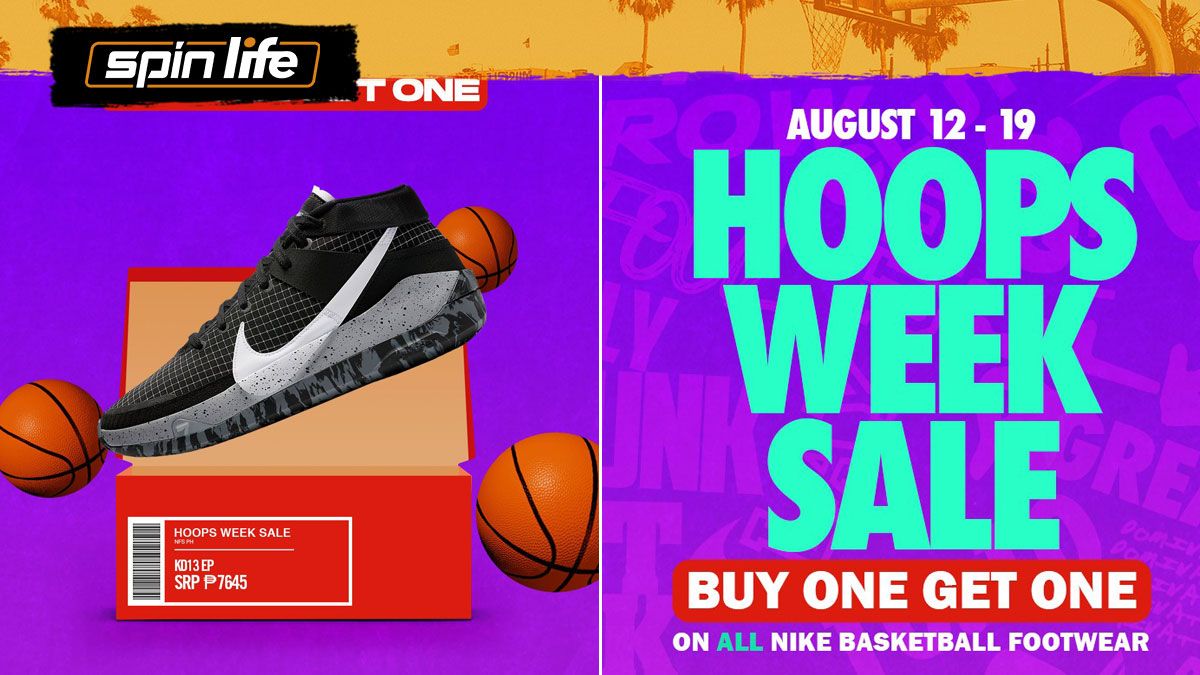 spin life
T ONE
HOOPS WEEK SALE
NFS PH
KD13 EP
SRP ₱7645
AUGUST 12 - 19
HOOPS
WEEK
SALE
BUY ONE GET ONE
ON ALL NIKE BASKETBALL FOOTWEAR